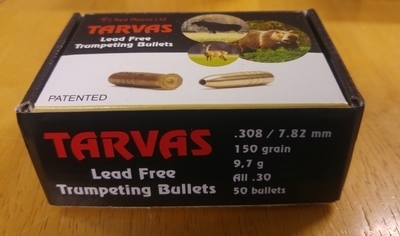 TARVAS
Lead Free
Trumpeting Bullets
PATENTED
TARVAS
Lead Free
Trumpeting Bullets
.308 / 7.82 mm
150 grain
9,7 g
All .30
50 bullets